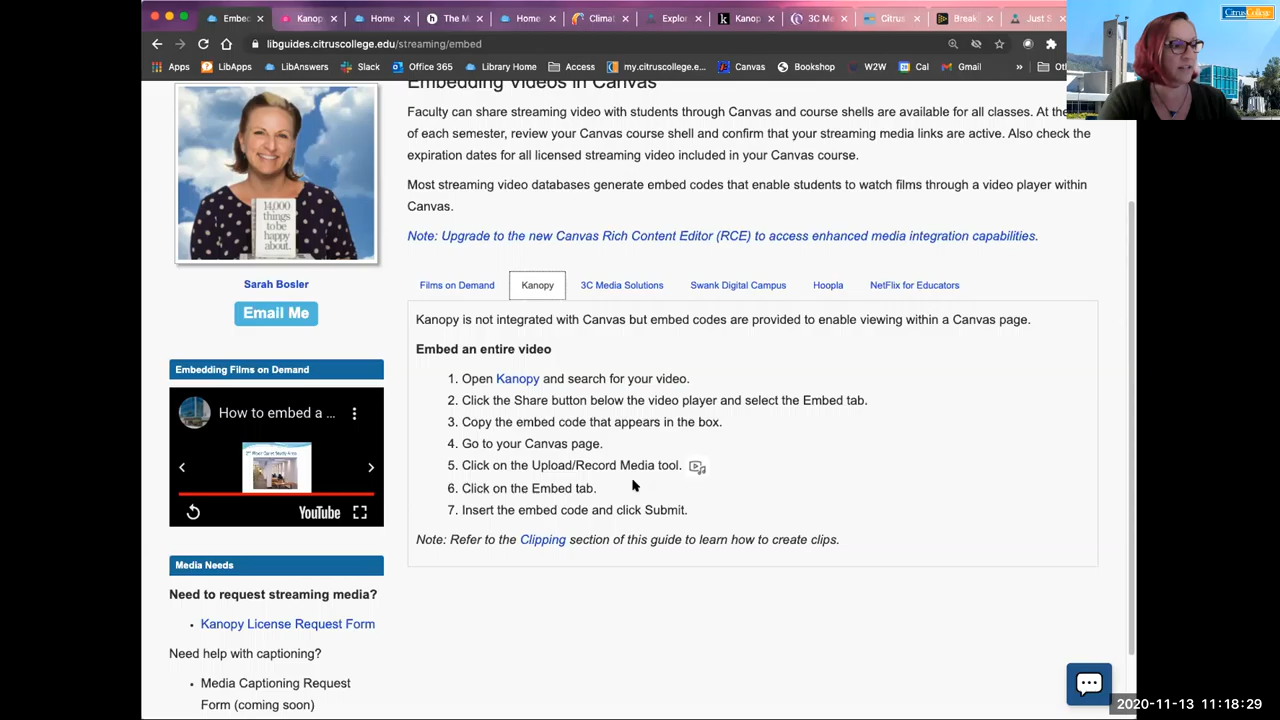 Embec
Kanop
Home
The M
Home
Climat
Explor
Kanop
3C Me
Citrus
Break
Just S
CitrusCollege
libguides.citruscollege.edu/streaming/embed
Apps
LibApps
LibAnswers
Slack
Office 365
Library Home
Access
my.citruscollege.e...
Canvas
Bookshop
W2W
Cal
Gmail
»
Embedding Videos in Canvas
Faculty can share streaming video with students through Canvas and course shells are available for all classes. At the
of each semester, review your Canvas course shell and confirm that your streaming media links are active. Also check the
expiration dates for all licensed streaming video included in your Canvas course.
Most streaming video databases generate embed codes that enable students to watch films through a video player within
Canvas.
Note: Upgrade to the new Canvas Rich Content Editor (RCE) to access enhanced media integration capabilities.
14,000
things to
be happy
about.
Sarah Bosler
Email Me
Films on Demand
Kanopy
3C Media Solutions
Swank Digital Campus
Hoopla
NetFlix for Educators
Kanopy is not integrated with Canvas but embed codes are provided to enable viewing within a Canvas page.
Embed an entire video
1. Open Kanopy and search for your video.
2. Click the Share button below the video player and select the Embed tab.
3. Copy the embed code that appears in the box.
4. Go to your Canvas page.
5. Click on the Upload/Record Media tool.
6. Click on the Embed tab.
7. Insert the embed code and click Submit.
Note: Refer to the Clipping section of this guide to learn how to create clips.
Embedding Films on Demand
How to embed a ...
YouTube
Media Needs
Need to request streaming media?
• Kanopy License Request Form
Need help with captioning?
• Media Captioning Request
Form (coming soon)
2020-11-13 11:18:29